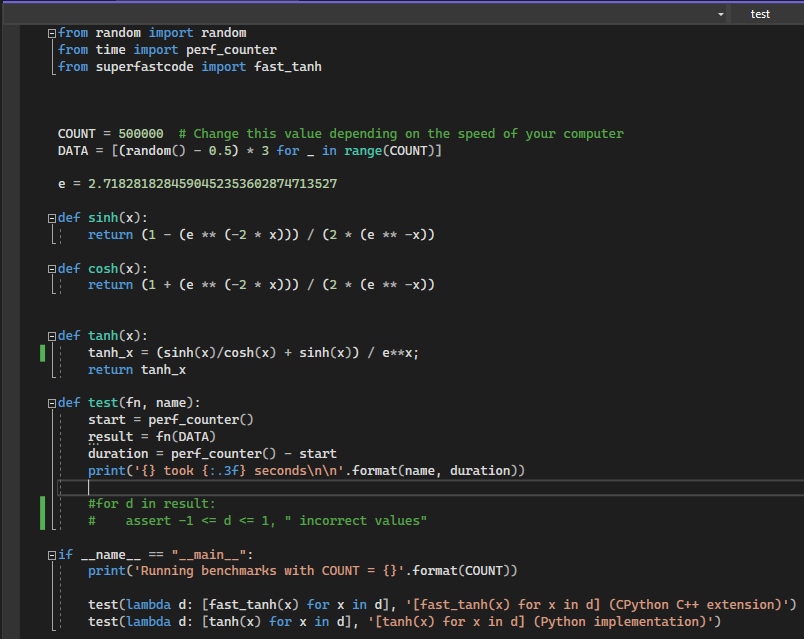 test
from random import random
from time import perf_counter
from superfastcode import fast_tanh
COUNT = 500000  # Change this value depending on the speed of your computer
DATA = [(random() - 0.5) * 3 for _ in range(COUNT)]
e = 2.7182818284590452353602874713527
def sinh(x):
    return (1 - (e ** (-2 * x))) / (2 * (e ** -x))
def cosh(x):
    return (1 + (e ** (-2 * x))) / (2 * (e ** -x))
def tanh(x):
    tanh_x = (sinh(x)/cosh(x) + sinh(x)) / e**x;
    return tanh_x
def test(fn, name):
    start = perf_counter()
    result = fn(DATA)
    duration = perf_counter() - start
    print('{} took {:.3f} seconds\n\n'.format(name, duration))
    #for d in result:
    #    assert -1 <= d <= 1, " incorrect values"
if __name__ == "__main__":
    print('Running benchmarks with COUNT = {}'.format(COUNT))
    test(lambda d: [fast_tanh(x) for x in d], '[fast_tanh(x) for x in d] (CPython C++ extension)')
    test(lambda d: [tanh(x) for x in d], '[tanh(x) for x in d] (Python implementation)')